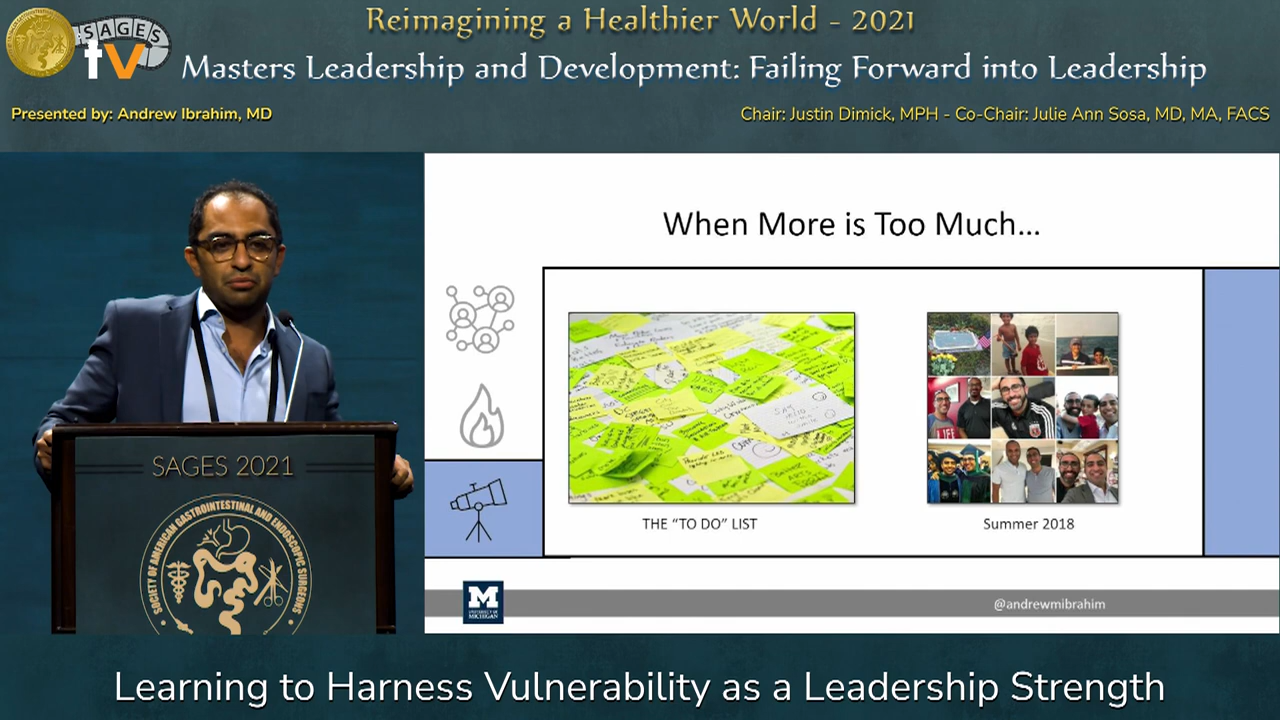 Reimagining a Healthier World - 2021
SAGES
tv
Masters Leadership and Development: Failing Forward into Leadership
Presented by: Andrew Ibrahim, MD
Chair: Justin Dimick, MPH - Co-Chair: Julie Ann Sosa, MD, MA, FACS
When More is Too Much...
THE “TO DO” LIST
Summer 2018
SAGES 2021
SOCIETY OF AMERICAN GASTROINTESTINAL AND ENDOSCOPIC SURGEONS
M
UNIVERSITY OF
MICHIGAN
@andrewmibrahim
Learning to Harness Vulnerability as a Leadership Strength